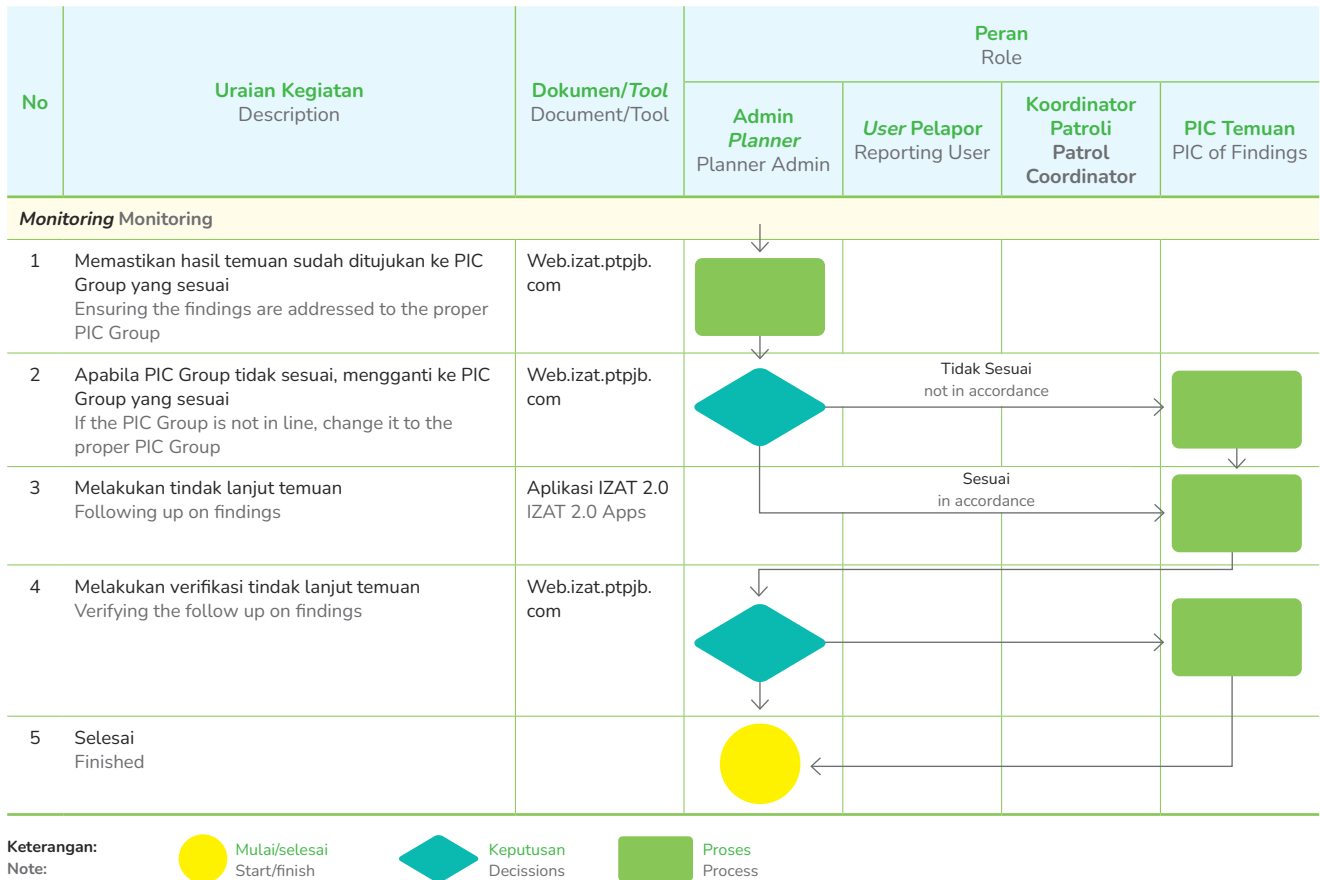 No
Uraian Kegiatan
Description
Dokumen/Tool
Document/Tool
Peran
Role
Admin
Planner
Planner Admin
User Pelapor
Reporting User
Koordinator
Patroli
Patrol
Coordinator
PIC Temuan
PIC of Findings
Monitoring Monitoring
1
Memastikan hasil temuan sudah ditujukan ke PIC
Group yang sesuai
Ensuring the findings are addressed to the proper
PIC Group
Web.izat.ptpjb.
com
2
Apabila PIC Group tidak sesuai, mengganti ke PIC
Group yang sesuai
If the PIC Group is not in line, change it to the
proper PIC Group
Web.izat.ptpjb.
com
Tidak Sesuai
not in accordance
3
Melakukan tindak lanjut temuan
Following up on findings
Aplikasi IZAT 2.0
IZAT 2.0 Apps
Sesuai
in accordance
4
Melakukan verifikasi tindak lanjut temuan
Verifying the follow up on findings
Web.izat.ptpjb.
com
5
Selesai
Finished
Keterangan:
Note:
Mulai/selesai
Start/finish
Keputusan
Decissions
Proses
Process